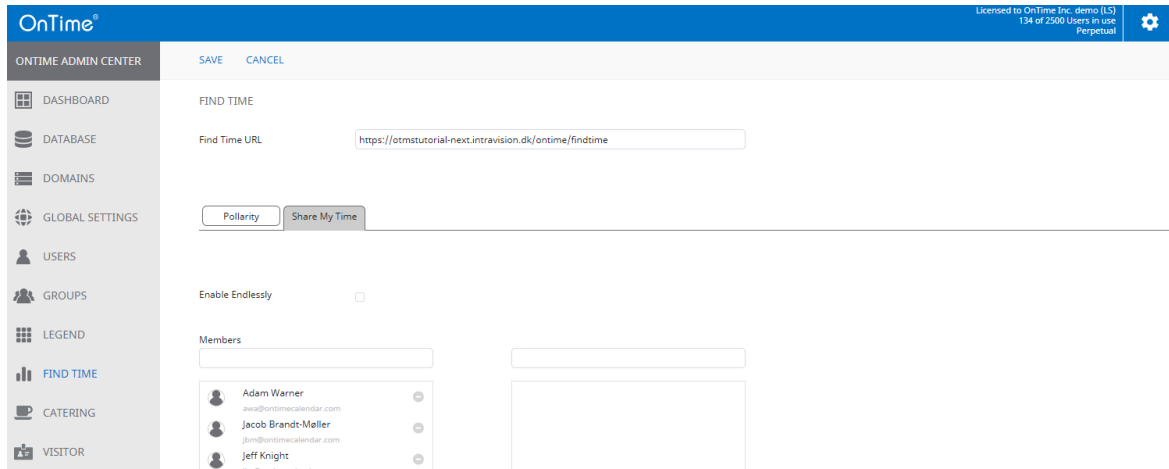 OnTime®
Licensed to OnTime Inc. demo (LS)
134 of 2500 Users in use
Perpetual
ONTIME ADMIN CENTER
SAVE CANCEL
DASHBOARD
FIND TIME
DATABASE
Find Time URL https://otmstutorial-next.intravision.dk/ontime/findtime
DOMAINS
GLOBAL SETTINGS
Pollarity Share My Time
USERS
GROUPS
Enable Endlessly
LEGEND
Members
FIND TIME
Adam Warner
awa@ontimecalendar.com
CATERING
Jacob Brandt-Møller
jbm@ontimecalendar.com
VISITOR
Jeff Knight